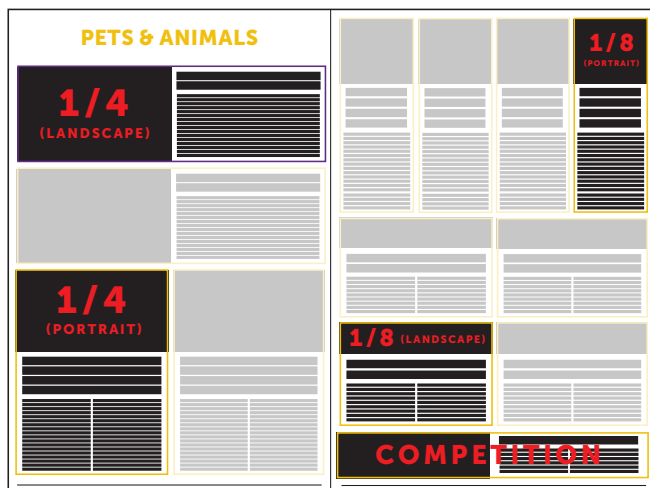 PETS & ANIMALS
1/4
(LANDSCAPE)
1/4
(PORTRAIT)
1/8
(PORTRAIT)
1/8 (LANDSCAPE)
COMPETITION